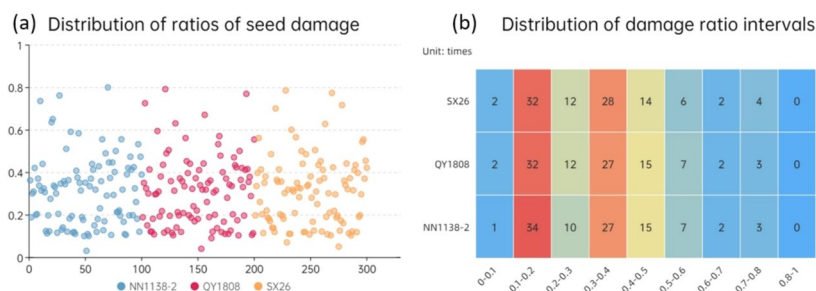 (a) Distribution of ratios of seed damage
1
0.8
0.6
0.4
0.2
0
0 50 100 150 200 250 300
NN1138-2 QY1808 SX26
(b) Distribution of damage ratio intervals
Unit: times
SX26 2 32 12 28 14 6 2 4 0
QY1808 2 32 12 27 15 7 2 3 0
NN1138-2 1 34 10 27 15 7 2 3 0
0-0.1 0.1-0.2 0.2-0.3 0.3-0.4 0.4-0.5 0.5-0.6 0.6-0.7 0.7-0.8 0.8-1